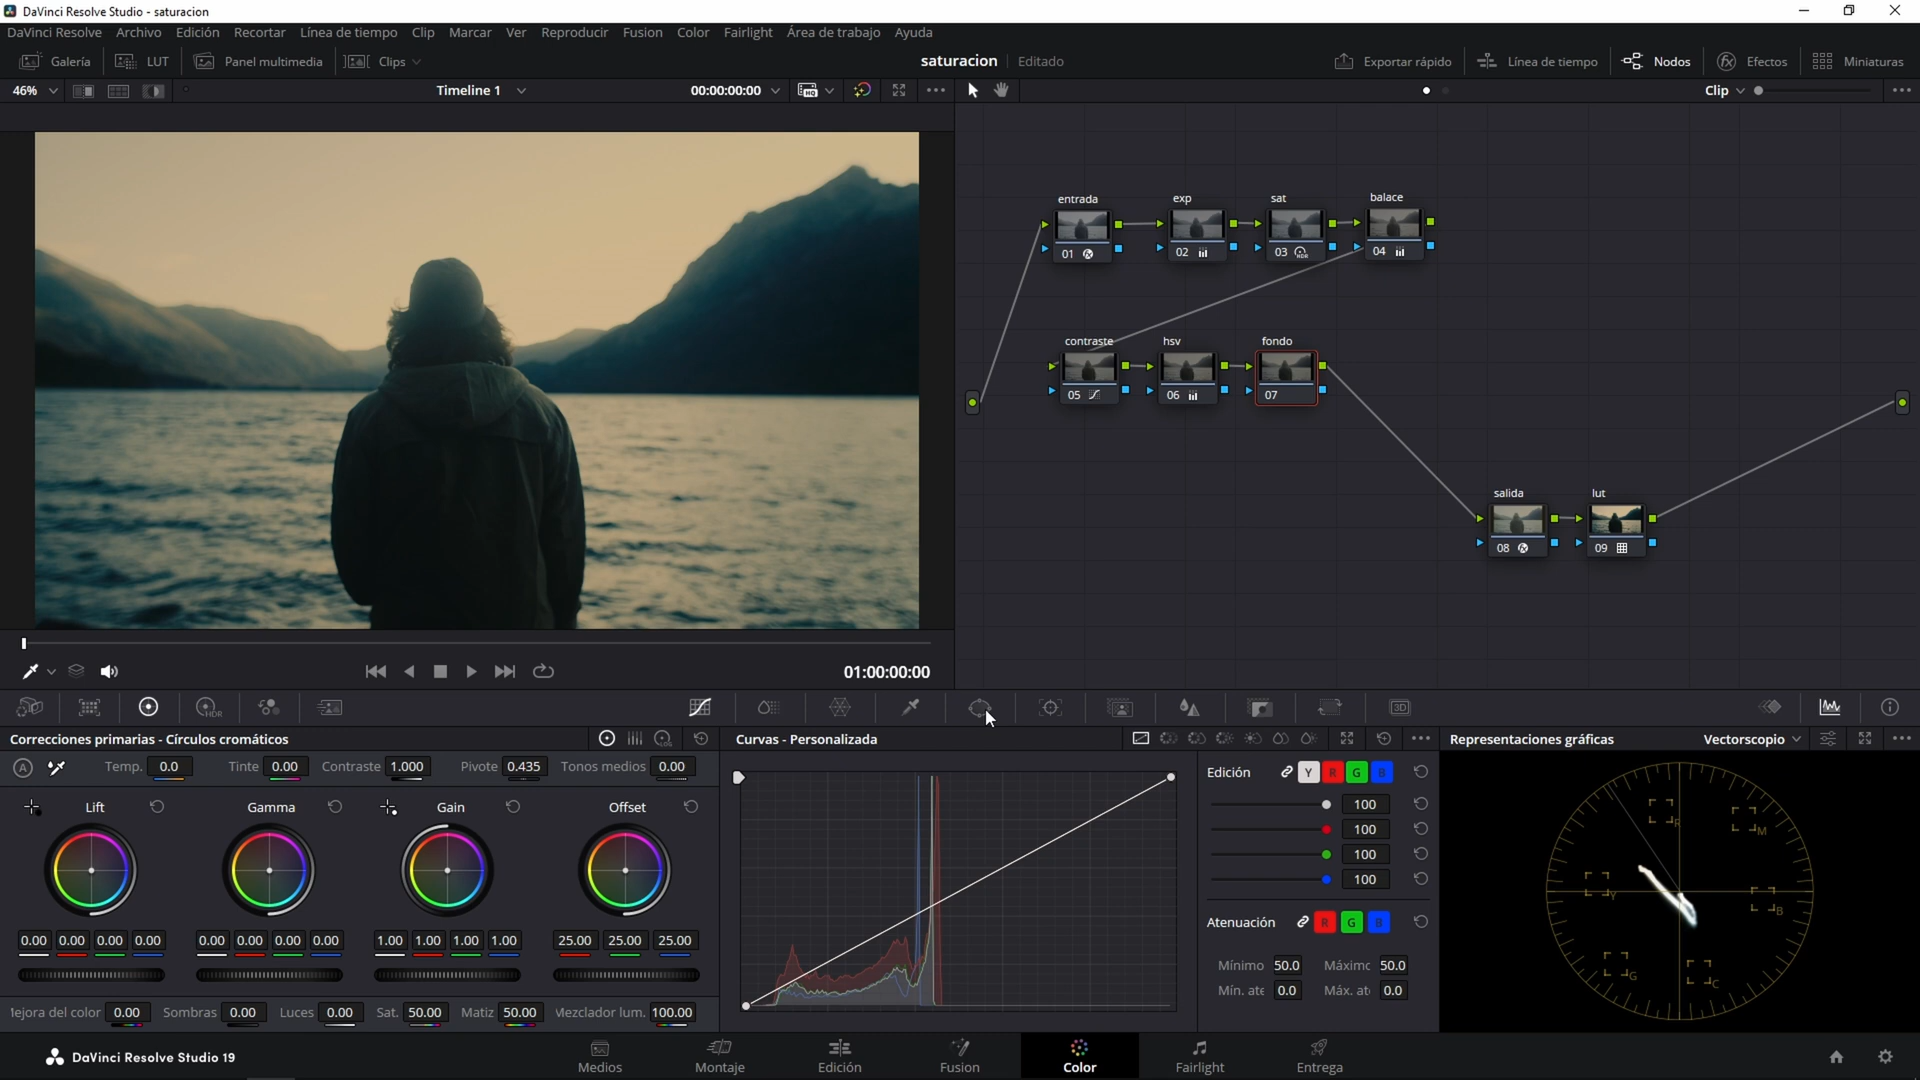 DaVinci Resolve Studio - saturacion
DaVinci Resolve Archivo Edición Recortar Línea de tiempo Clip Marcar Ver Reproducir Fusion Color Fairlight Área de trabajo Ayuda
Galería LUT Panel multimedia Clips saturacion Editado Exportar rápido Línea de tiempo Nodos Efectos Miniaturas
46% Timeline 1 00:00:00:00 HQ Clip
entrada exp sat balace
01 02 03 HDR 04
contraste hsv fondo
05 06 07
salida lut
08 09
01:00:00:00
HDR 3D
Correcciones primarias - Círculos cromáticos
Curvas - Personalizada
Representaciones gráficas Vectorscopio
A Temp. 0.0 Tinte 0.00 Contraste 1.000 Pivote 0.435 Tonos medios 0.00
Edición Y R G B
Lift Gamma Gain Offset
100
100
100
100
Atenuación R G B
0.00 0.00 0.00 0.00 0.00 0.00 0.00 0.00 1.00 1.00 1.00 1.00 25.00 25.00 25.00
Mínimo 50.0 Máximc 50.0
Mín. ate 0.0 Máx. at 0.0
R M
Y B
G C
lejora del color 0.00 Sombras 0.00 Luces 0.00 Sat. 50.00 Matiz 50.00 Mezclador lum. 100.00
DaVinci Resolve Studio 19
Medios Montaje Edición Fusion Color Fairlight Entrega